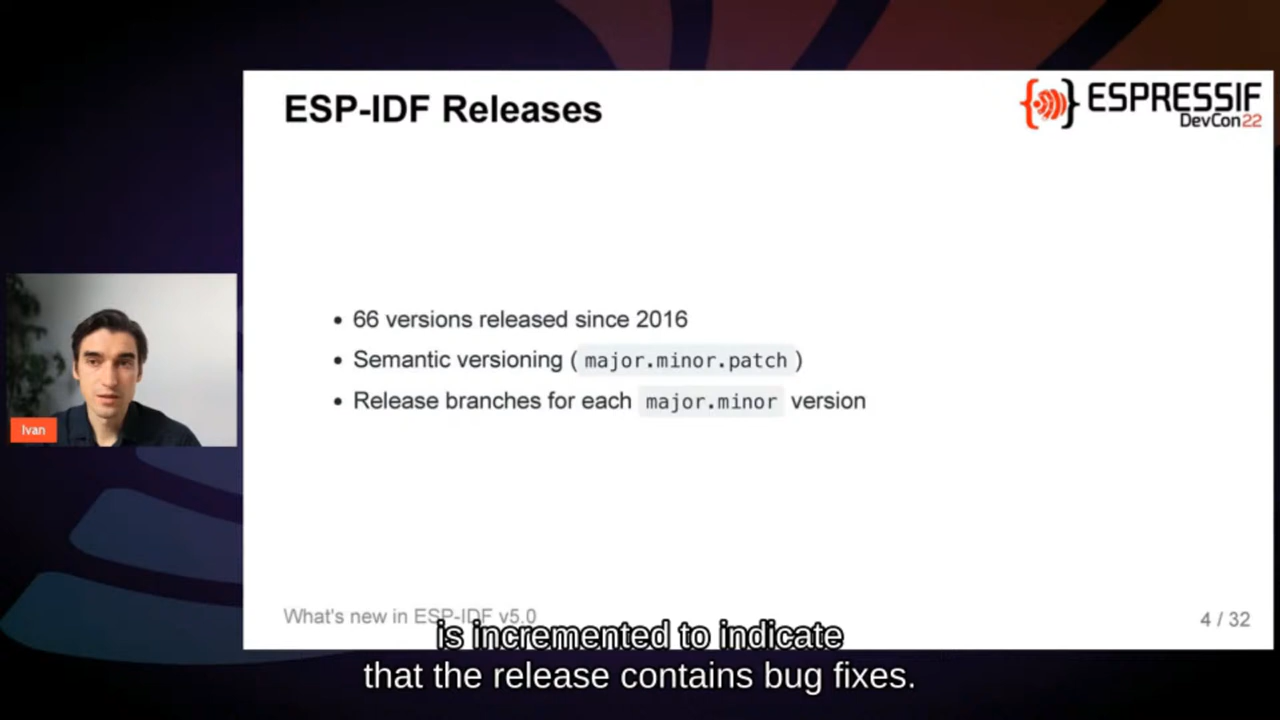 ESP-IDF Releases
ESPRESSIF
DevCon22
66 versions released since 2016
Semantic versioning ( major.minor.patch )
Release branches for each major.minor version
Ivan
What's new in ESP-IDF v5.0
4 / 32
is incremented to indicate
that the release contains bug fixes.